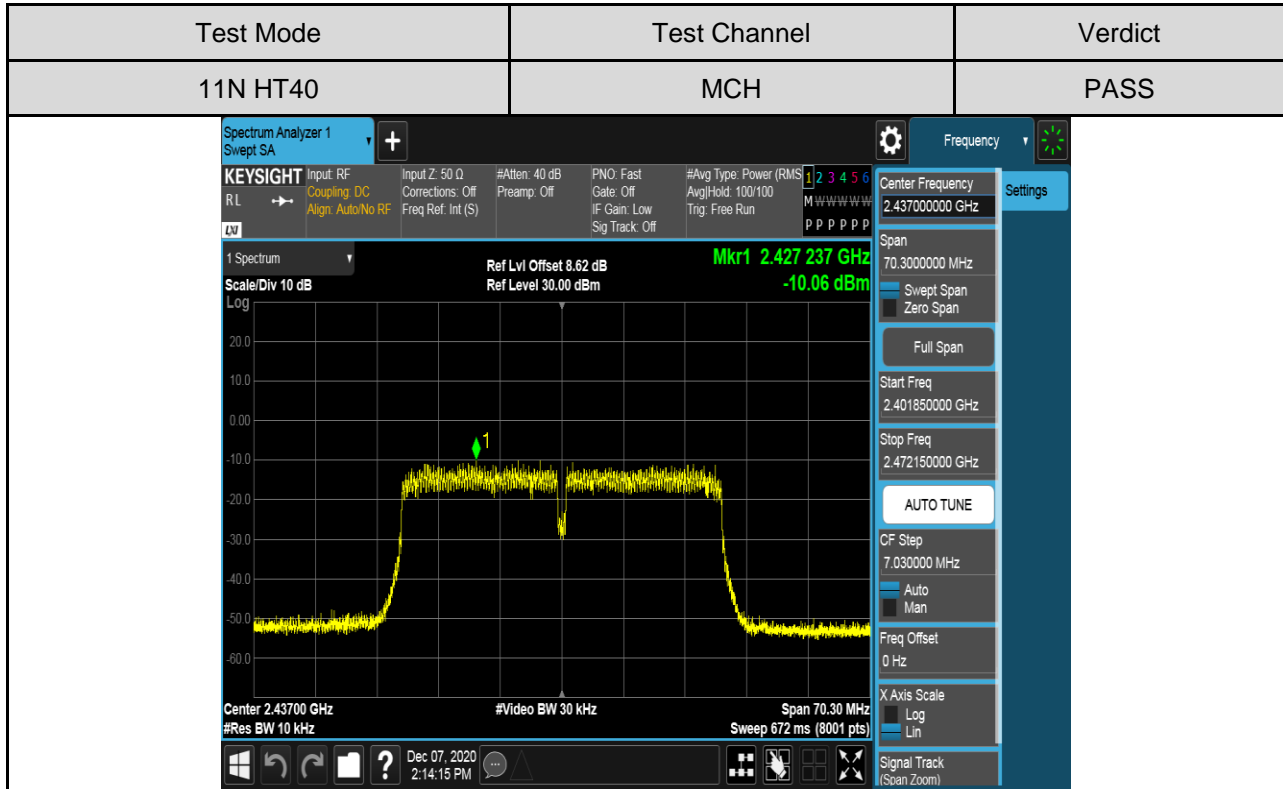 Test Mode Test Channel Verdict
11N HT40 MCH PASS
Spectrum Analyzer 1
Swept SA
+
Frequency
KEYSIGHT
RL
LXI
Input: RF
Coupling: DC
Align: Auto/No RF
Input Z: 50 Ω
Corrections: Off
Freq Ref: Int (S)
#Atten: 40 dB
Preamp: Off
PNO: Fast
Gate: Off
IF Gain: Low
Sig Track: Off
#Avg Type: Power (RMS
Avg|Hold: 100/100
Trig: Free Run
1 2 3 4 5 6
M W W W W W
P P P P P P
1 Spectrum
Scale/Div 10 dB
Ref Lvl Offset 8.62 dB
Ref Level 30.00 dBm
Mkr1 2.427 237 GHz
-10.06 dBm
Log
20.0
10.0
0.00
-10.0
-20.0
-30.0
-40.0
-50.0
-60.0
1
Center 2.43700 GHz
#Res BW 10 kHz
#Video BW 30 kHz
Span 70.30 MHz
Sweep 672 ms (8001 pts)
?
Dec 07, 2020
2:14:15 PM
Center Frequency
2.437000000 GHz
Settings
Span
70.3000000 MHz
Swept Span
Zero Span
Full Span
Start Freq
2.401850000 GHz
Stop Freq
2.472150000 GHz
AUTO TUNE
CF Step
7.030000 MHz
Auto
Man
Freq Offset
0 Hz
X Axis Scale
Log
Lin
Signal Track
(Span Zoom)